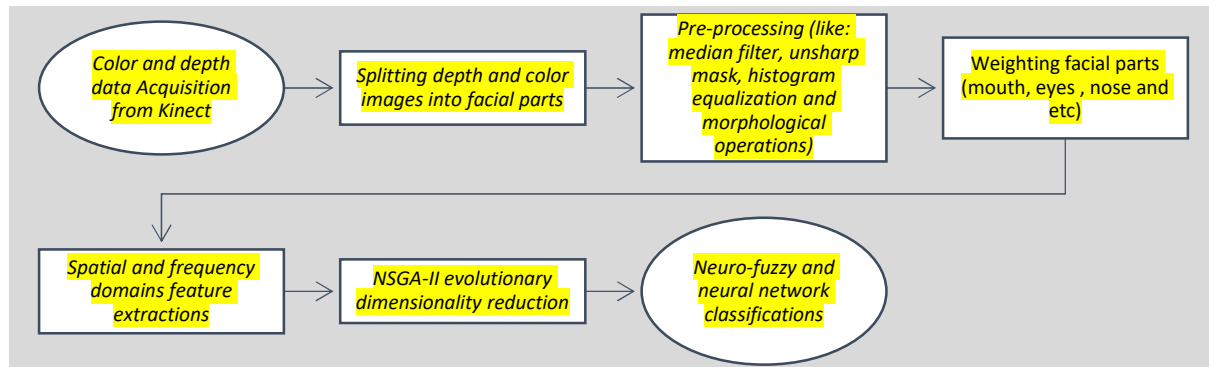 Color and depth
data Acquisition
from Kinect
Splitting depth and color
images into facial parts
Pre-processing (like:
median filter, unsharp
mask, histogram
equalization and
morphological
operations)
Weighting facial parts
(mouth, eyes , nose and
etc)
Spatial and frequency
domains feature
extractions
NSGA-II evolutionary
dimensionality reduction
Neuro-fuzzy and
neural network
classifications